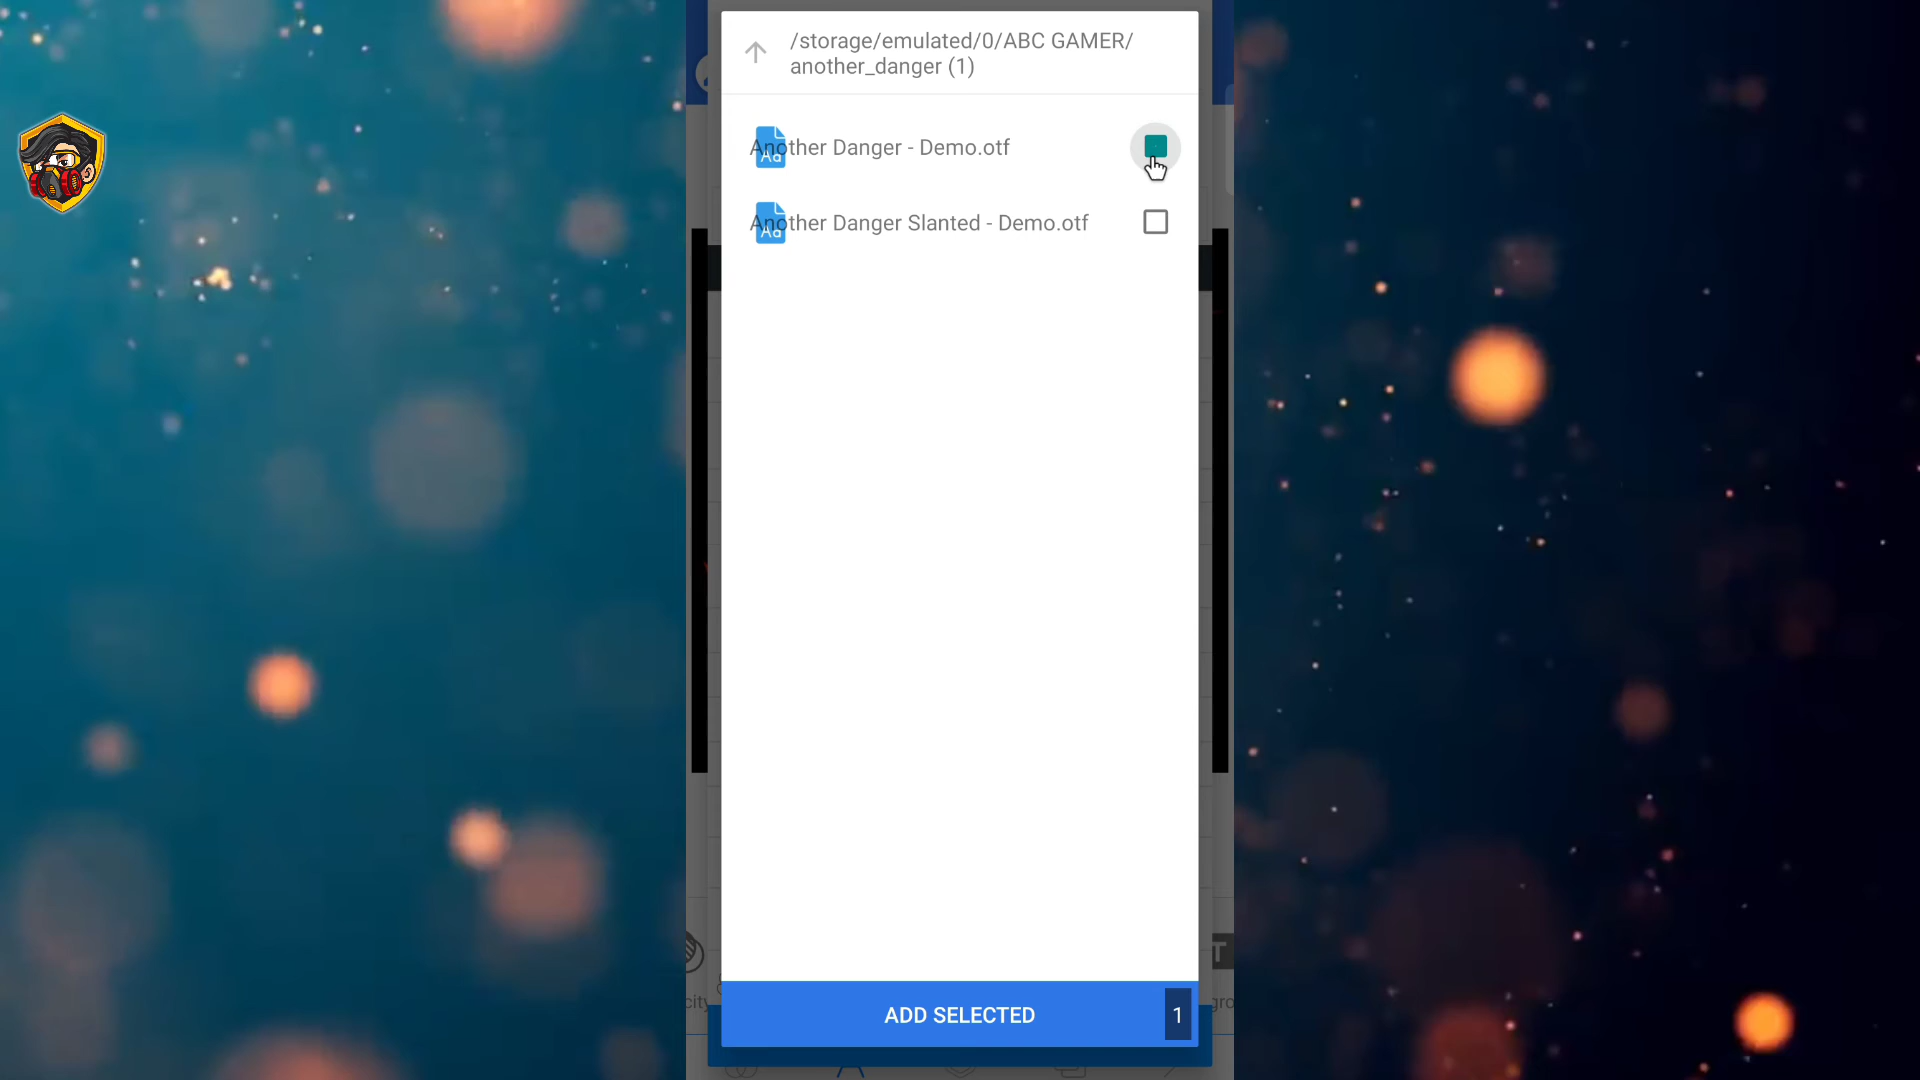 /storage/emulated/0/ABC GAMER/
another_danger (1)
Another Danger - Demo.otf
Another Danger Slanted - Demo.otf
ADD SELECTED 1